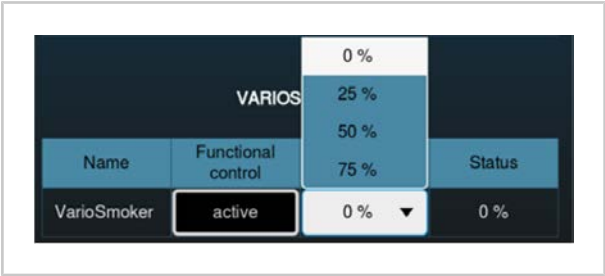 0 %
VARIOS
25 %
50 %
75 %
Name
Functional
control
Status
VarioSmoker
active
0 %
0 %